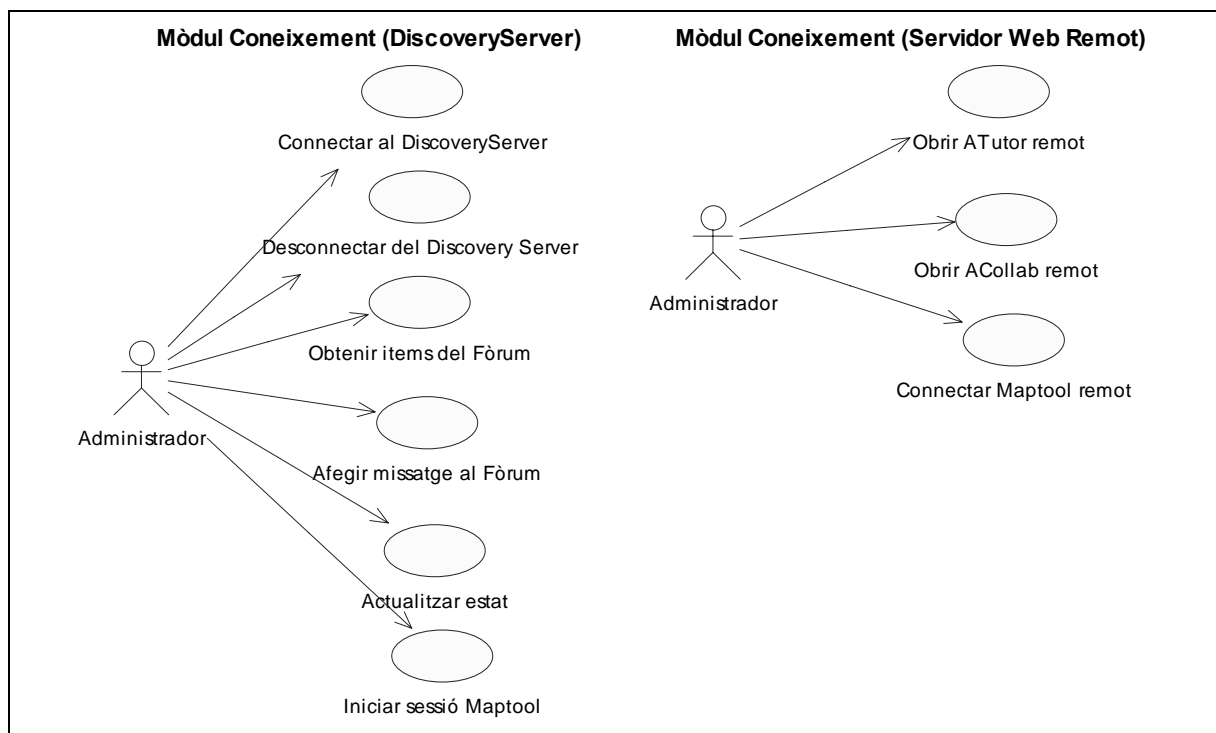 Mòdul Coneixement (DiscoveryServer)
Connectar al DiscoveryServer
Desconnectar del Discovery Server
Obtenir items del Fòrum
Administrador
Afegir missatge al Fòrum
Actualitzar estat
Iniciar sessió Maptool
Mòdul Coneixement (Servidor Web Remot)
Obrir ATutor remot
Obrir ACollab remot
Administrador
Connectar Maptool remot